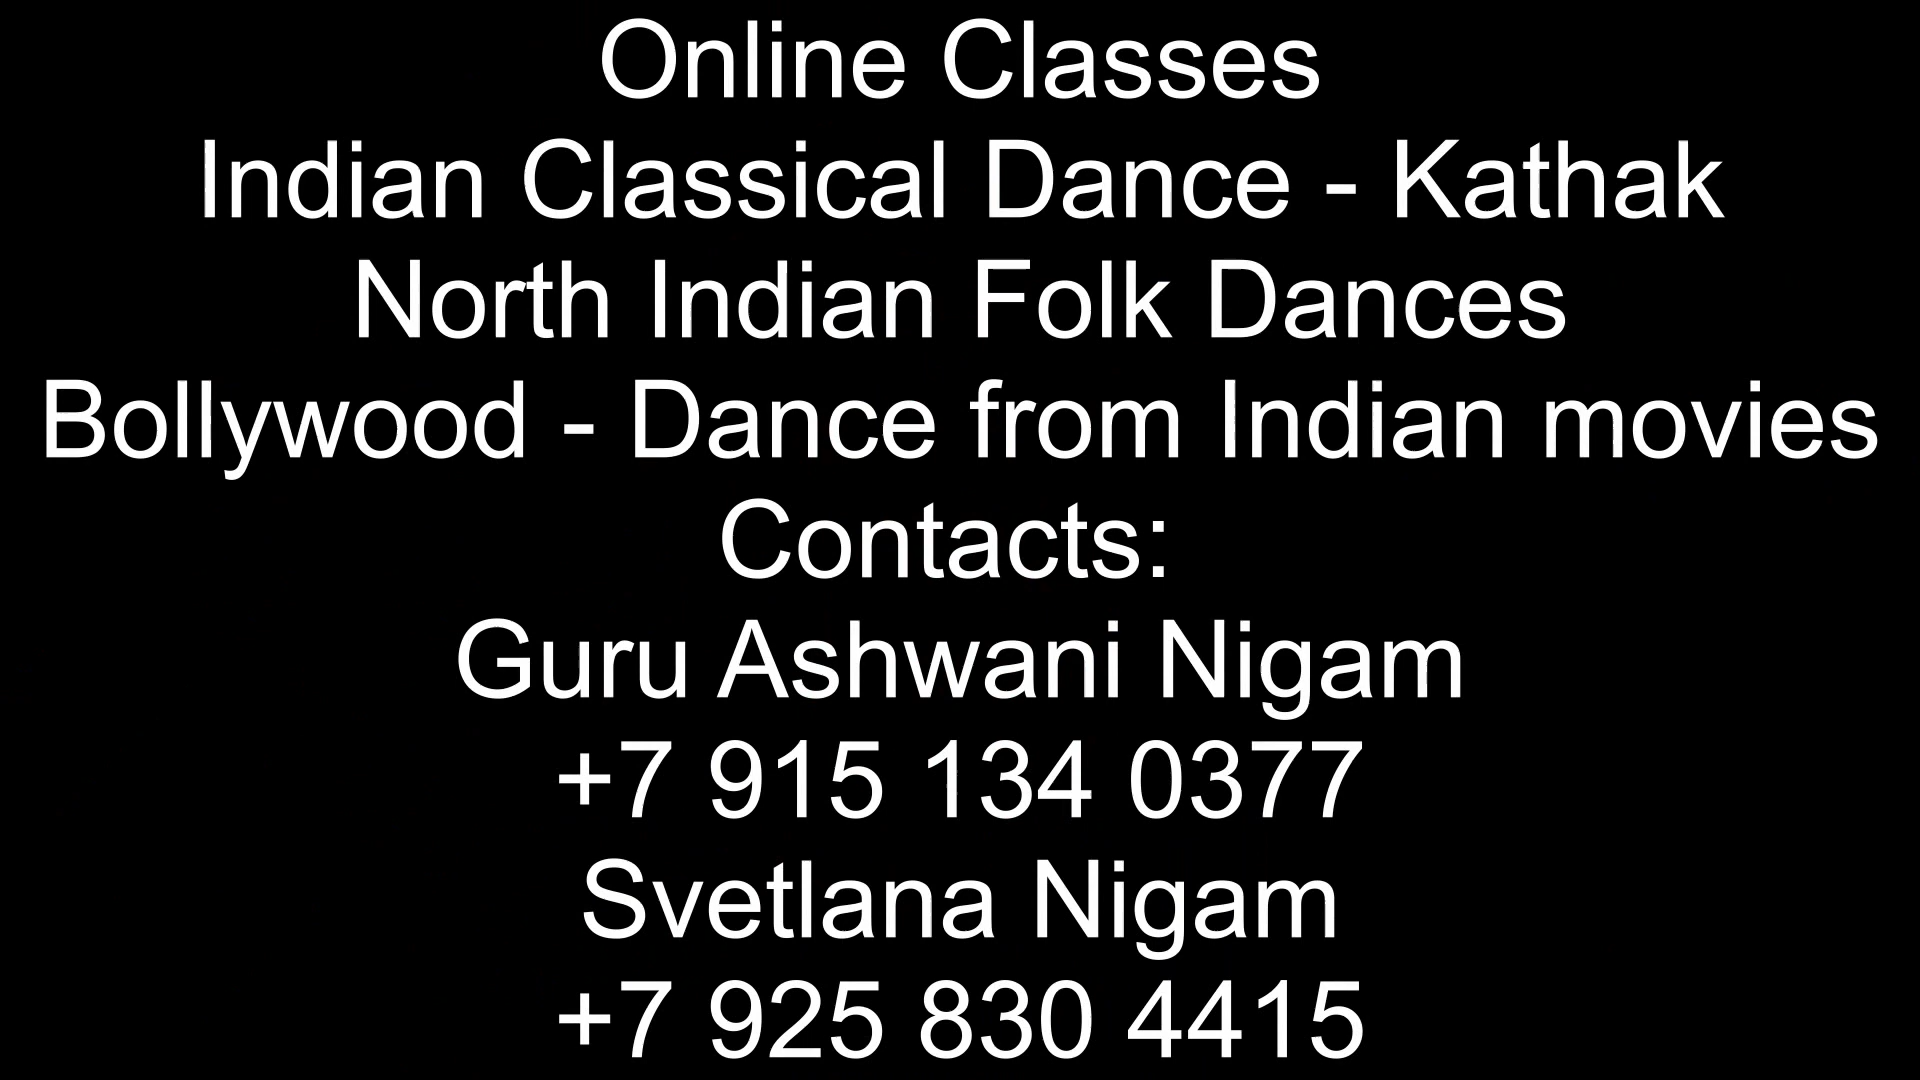 Online Classes
Indian Classical Dance - Kathak
North Indian Folk Dances
Bollywood - Dance from Indian movies
Contacts:
Guru Ashwani Nigam
+7 915 134 0377
Svetlana Nigam
+7 925 830 4415